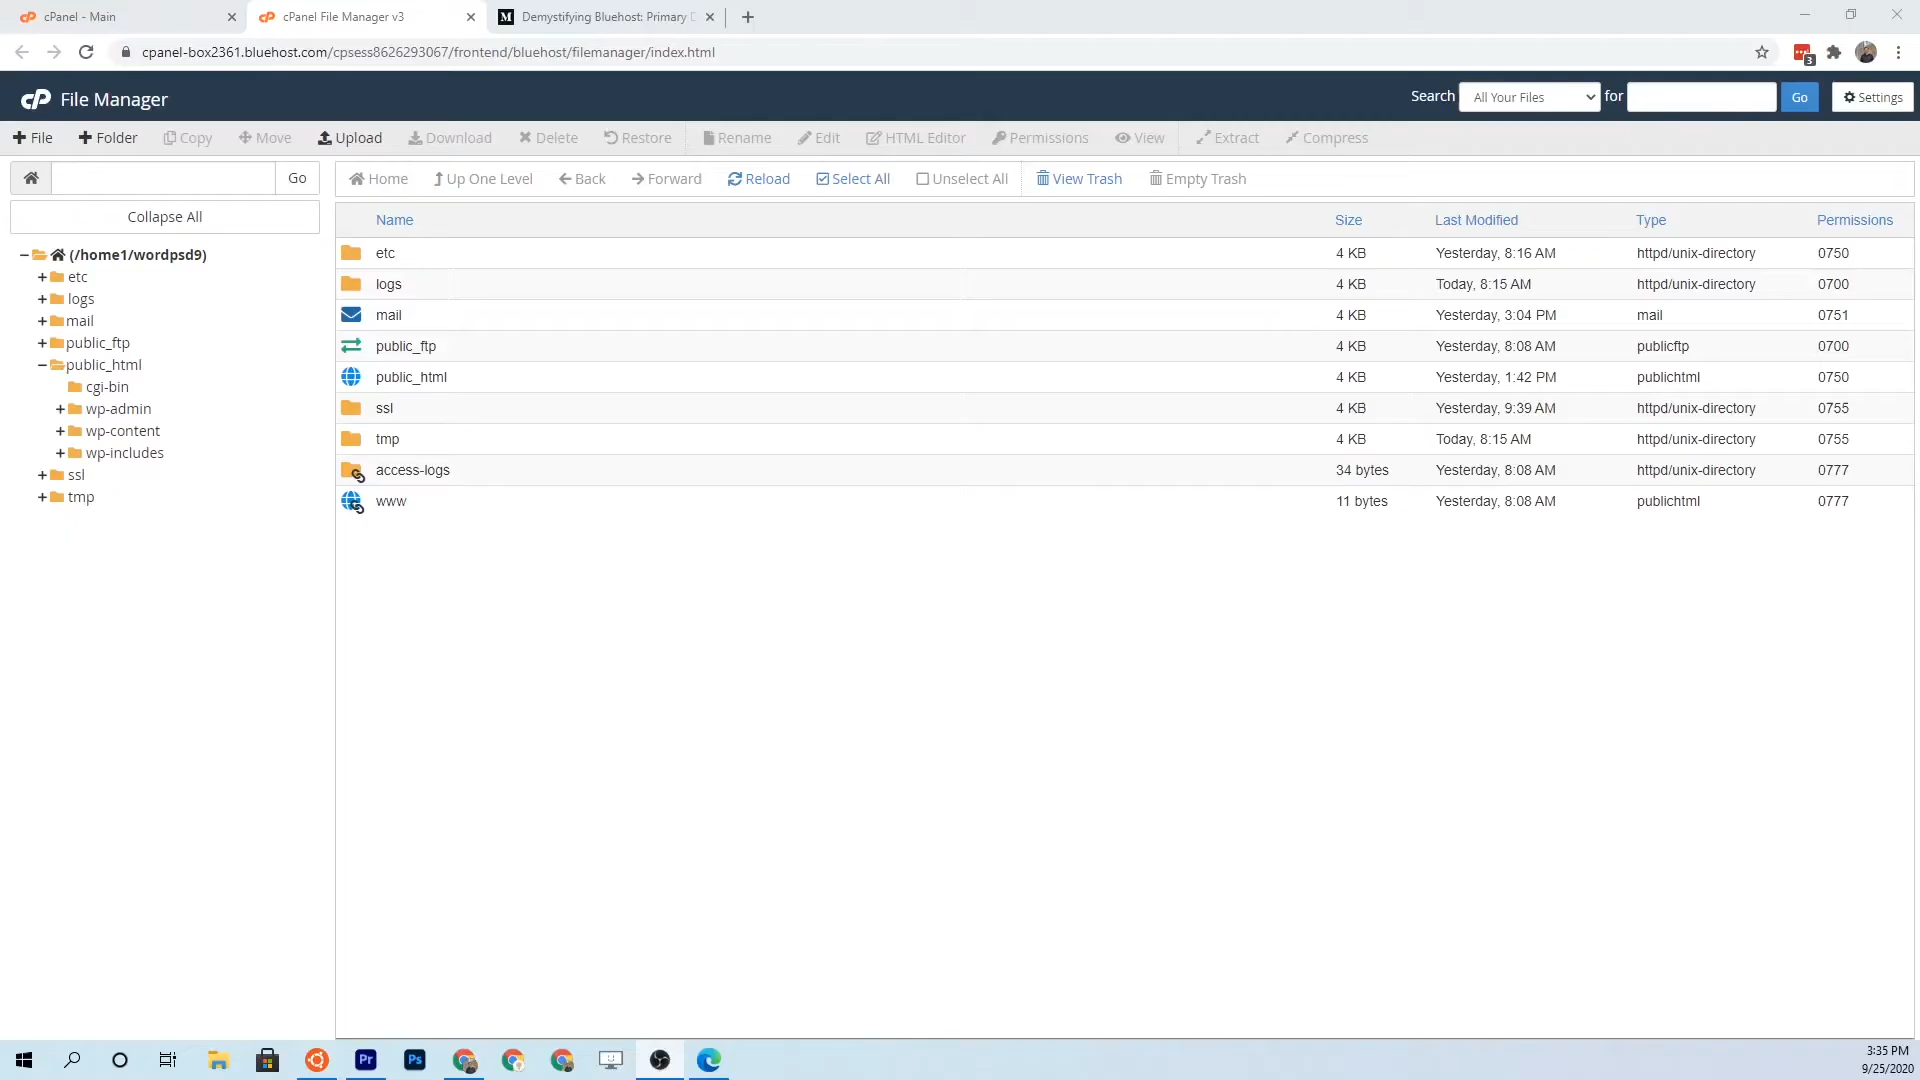 cPanel - Main
cPanel File Manager v3
Demystifying Bluehost: Primary
cpanel-box2361.bluehost.com/cpsess8626293067/frontend/bluehost/filemanager/index.html
3
cP File Manager
Search All Your Files for Go Settings
File Folder Copy Move Upload Download Delete Restore Rename Edit HTML Editor Permissions View Extract Compress
Go
Collapse All
(/home1/wordpsd9)
etc
logs
mail
public_ftp
public_html
cgi-bin
wp-admin
wp-content
wp-includes
ssl
tmp
Home Up One Level Back Forward Reload Select All Unselect All View Trash Empty Trash
Name Size Last Modified Type Permissions
etc 4 KB Yesterday, 8:16 AM httpd/unix-directory 0750
logs 4 KB Today, 8:15 AM httpd/unix-directory 0700
mail 4 KB Yesterday, 3:04 PM mail 0751
public_ftp 4 KB Yesterday, 8:08 AM publicftp 0700
public_html 4 KB Yesterday, 1:42 PM publichtml 0750
ssl 4 KB Yesterday, 9:39 AM httpd/unix-directory 0755
tmp 4 KB Today, 8:15 AM httpd/unix-directory 0755
access-logs 34 bytes Yesterday, 8:08 AM httpd/unix-directory 0777
www 11 bytes Yesterday, 8:08 AM publichtml 0777
Pr
Ps
3:35 PM
9/25/2020